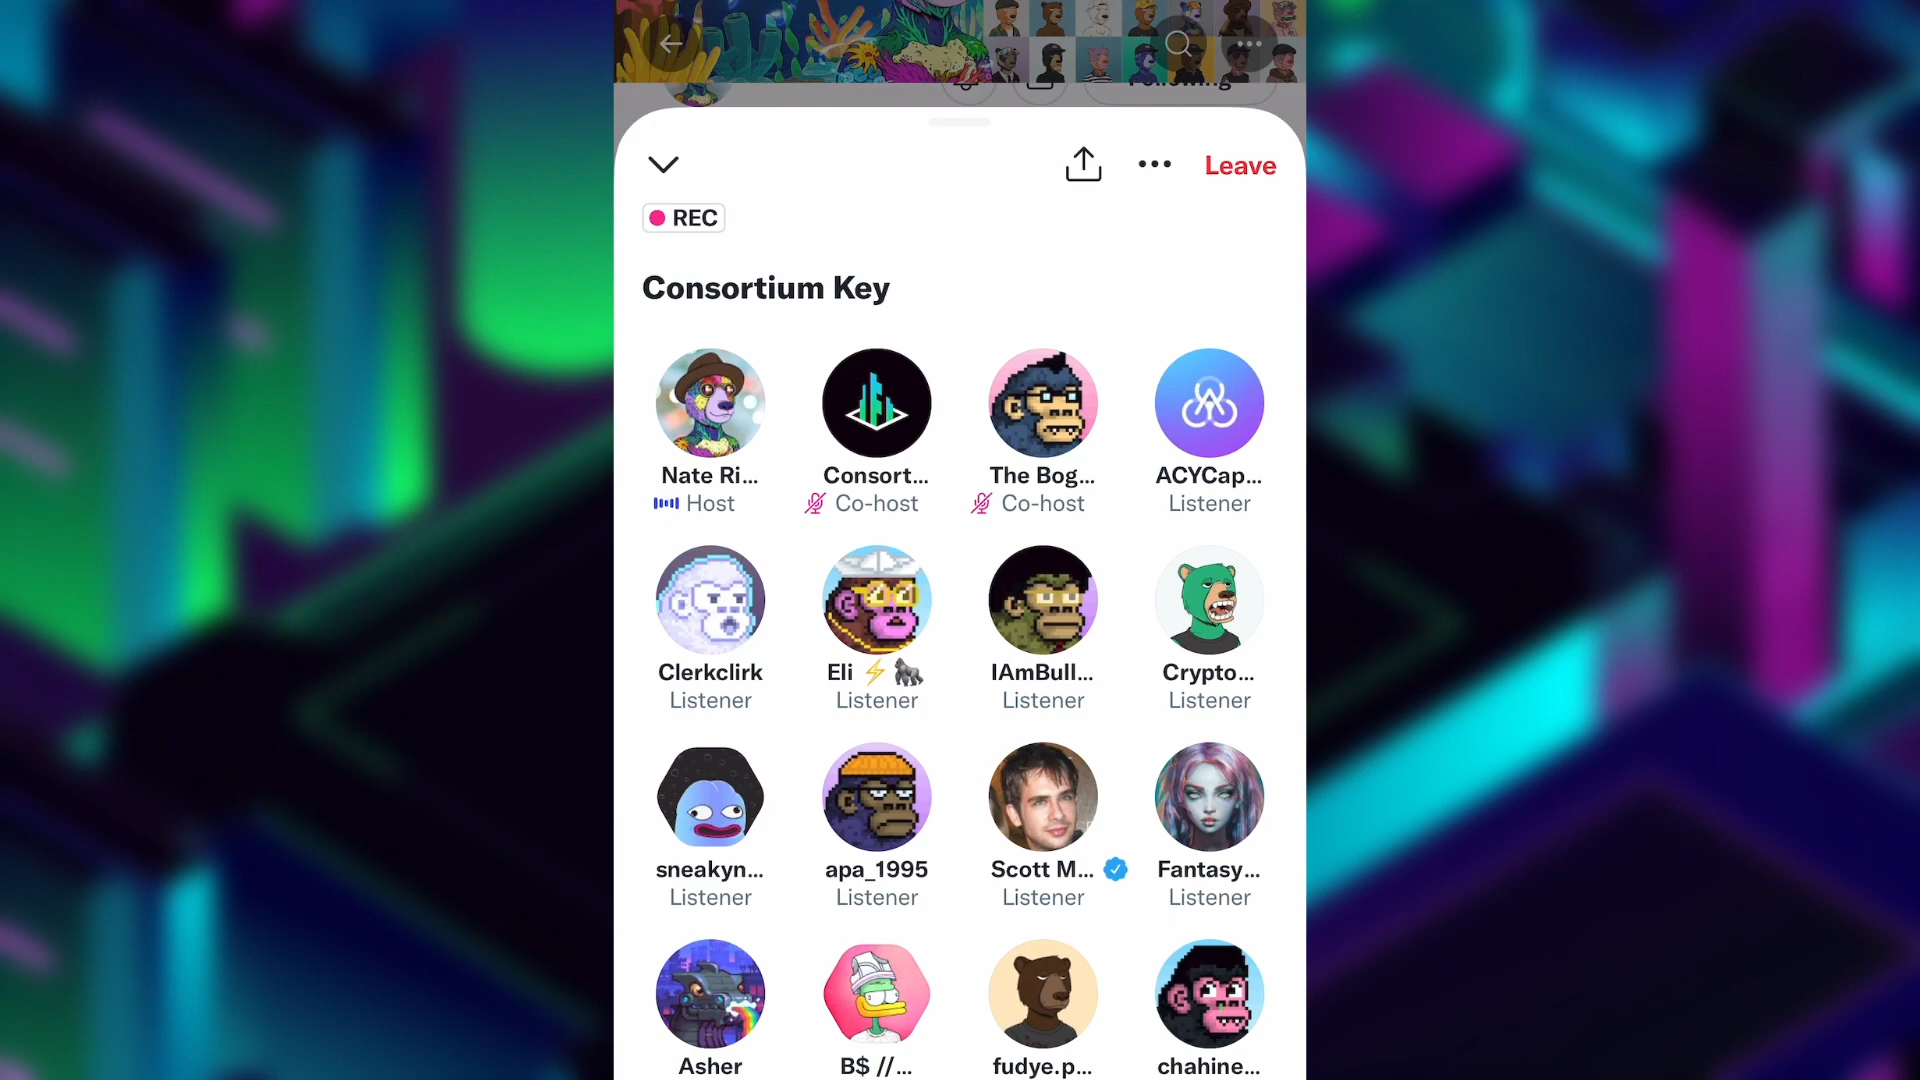 Following
Leave
REC
Consortium Key
Nate Ri... Consort... The Bog... ACYCap...
Host Co-host Co-host Listener
Clerkclirk Eli ⚡🦍 IAmBull... Crypto...
Listener Listener Listener Listener
sneakyn... apa_1995 Scott M... Fantasy...
Listener Listener Listener Listener
Asher B$ //... fudye.p... chahine...